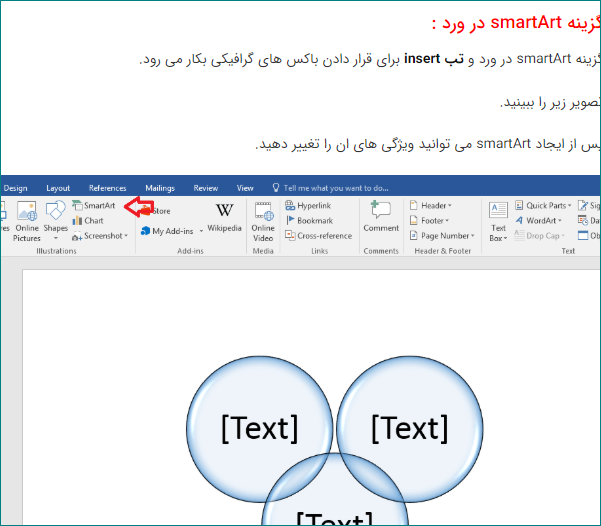 گزینه smartArt در ورد :
گزینه smartArt در ورد و تب insert برای قرار دادن باکس های گرافیکی بکار می رود.
تصویر زیر را ببینید.
پس از ایجاد smartArt می توانید ویژگی های ان را تغییر دهید.
Design Layout References Mailings Review View Tell me what you want to do...
Online Pictures
Shapes
SmartArt
Chart
Screenshot
Illustrations
Store
My Add-ins
Wikipedia
Add-ins
Online Video
Media
Hyperlink
Bookmark
Cross-reference
Links
Comment
Comments
Header
Footer
Page Number
Header & Footer
Text Box
Quick Parts
WordArt
Drop Cap
Text
[Text] [Text]
[Text]